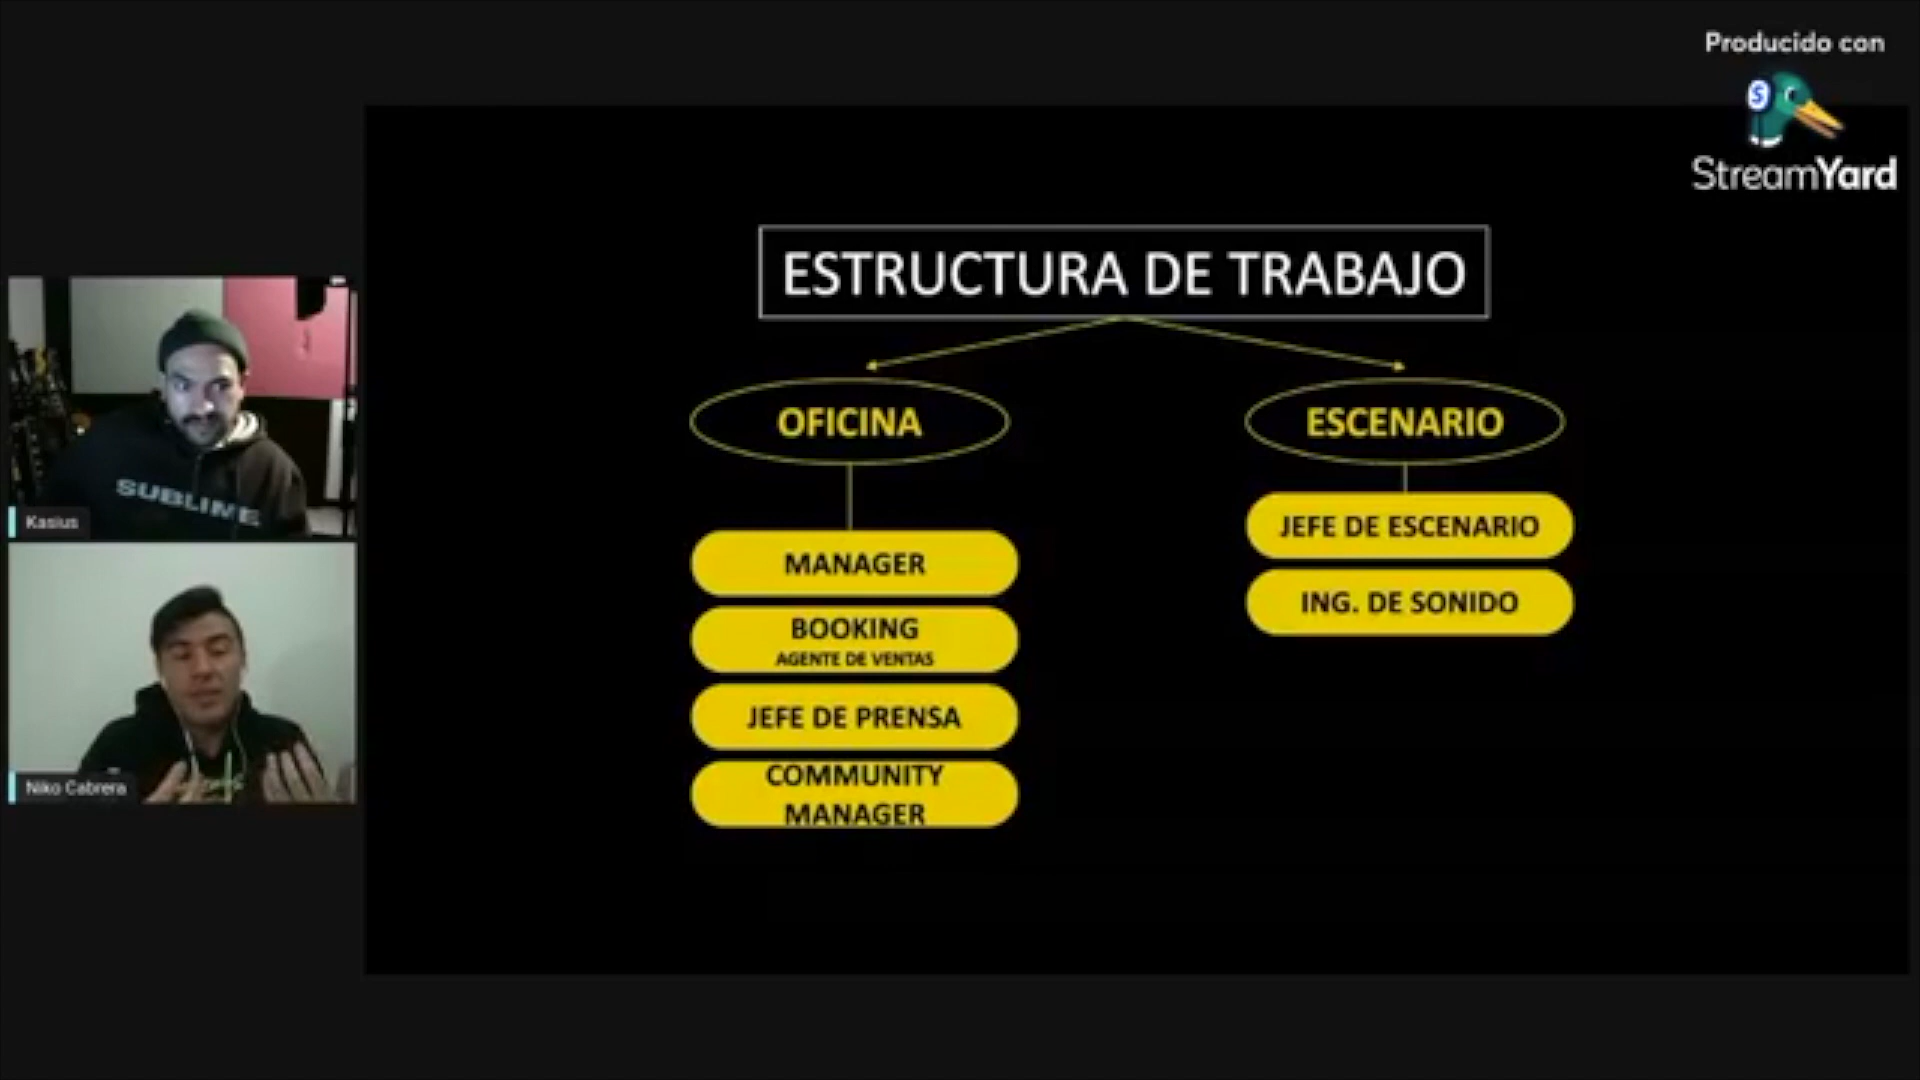 Producido con
StreamYard
ESTRUCTURA DE TRABAJO
OFICINA
MANAGER
BOOKING
AGENTE DE VENTAS
JEFE DE PRENSA
COMMUNITY
MANAGER
ESCENARIO
JEFE DE ESCENARIO
ING. DE SONIDO
SUBLIME
Kasius
Niko Cabrera